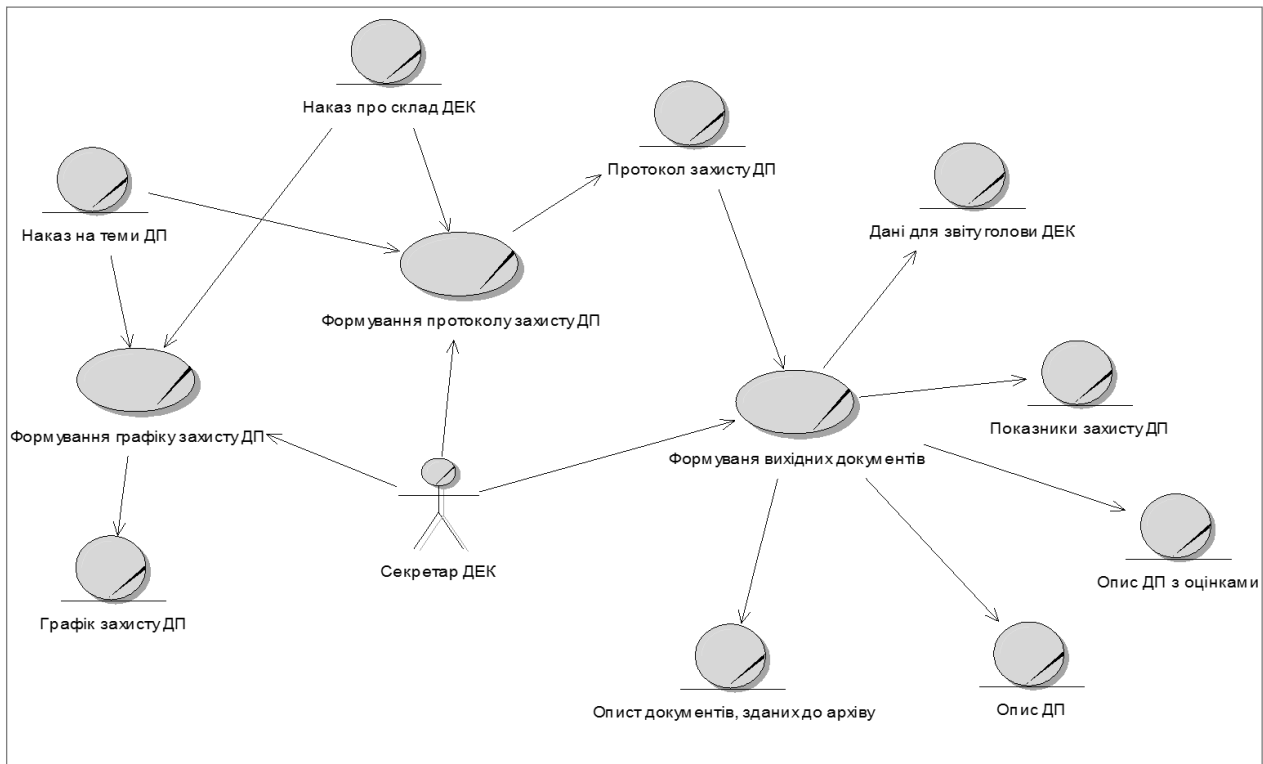 Наказ про склад ДЕК
Протокол захисту ДП
Наказ на теми ДП
Дані для звіту голови ДЕК
Формування протоколу захисту ДП
Формування графіку захисту ДП
Показники захисту ДП
Формуваня вихідних документів
Секретар ДЕК
Опис ДП з оцінками
Графік захисту ДП
Опист документів, зданих до архіву
Опис ДП